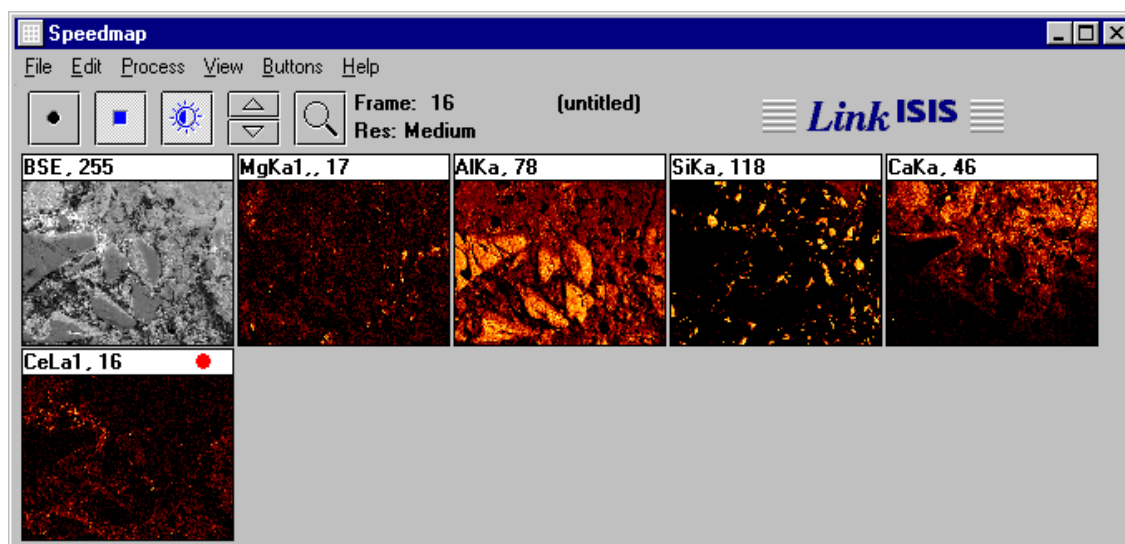 Speedmap
File Edit Process View Buttons Help
Frame: 16 (untitled)
Res: Medium
Link ISIS
BSE, 255 MgKa1,, 17 AlKa, 78 SiKa, 118 CaKa, 46
CeLa1, 16